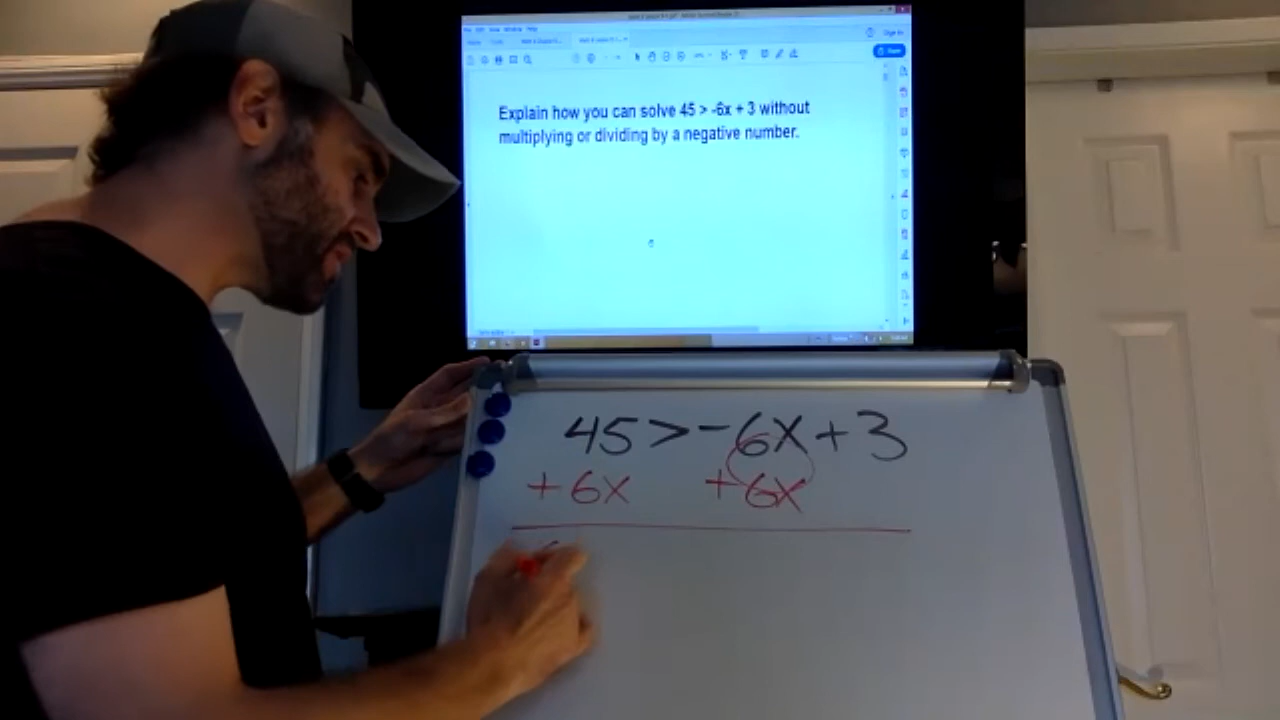 Explain how you can solve 45 > -6x + 3 without
multiplying or dividing by a negative number.
45>-6x+3
+6x +6x